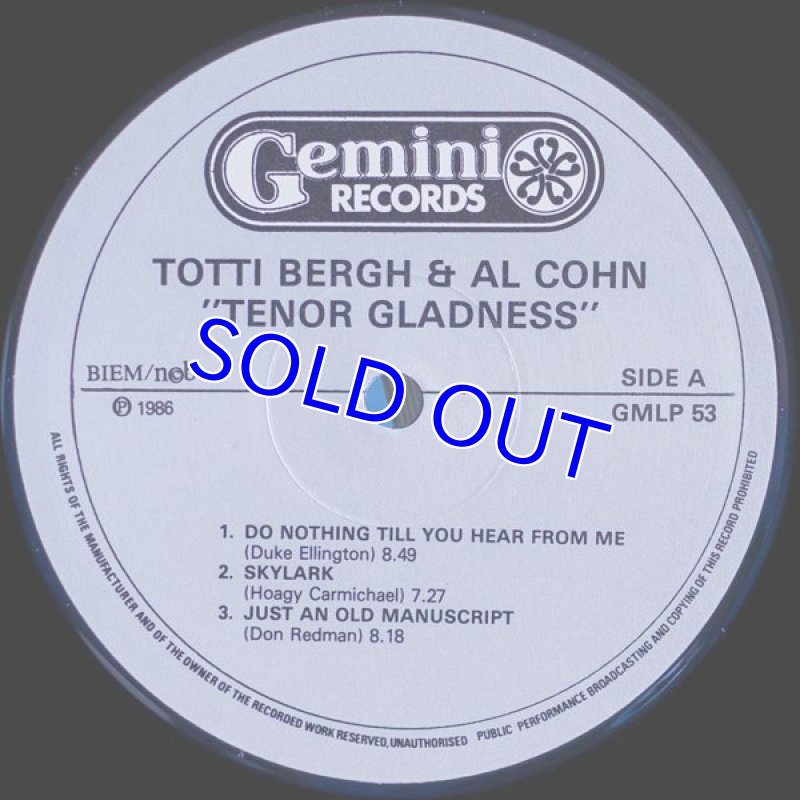 Gemini
RECORDS
TOTTI BERGH & AL COHN
"TENOR GLADNESS"
BIEM/n©b
SIDE A
℗ 1986
GMLP 53
SOLD OUT
1. DO NOTHING TILL YOU HEAR FROM ME
(Duke Ellington) 8.49
2. SKYLARK
(Hoagy Carmichael) 7.27
3. JUST AN OLD MANUSCRIPT
(Don Redman) 8.18
ALL RIGHTS OF THE MANUFACTURER AND OF THE OWNER OF THE RECORDED WORK RESERVED, UNAUTHORISED PUBLIC PERFORMANCE BROADCASTING AND COPYING OF THIS RECORD PROHIBITED